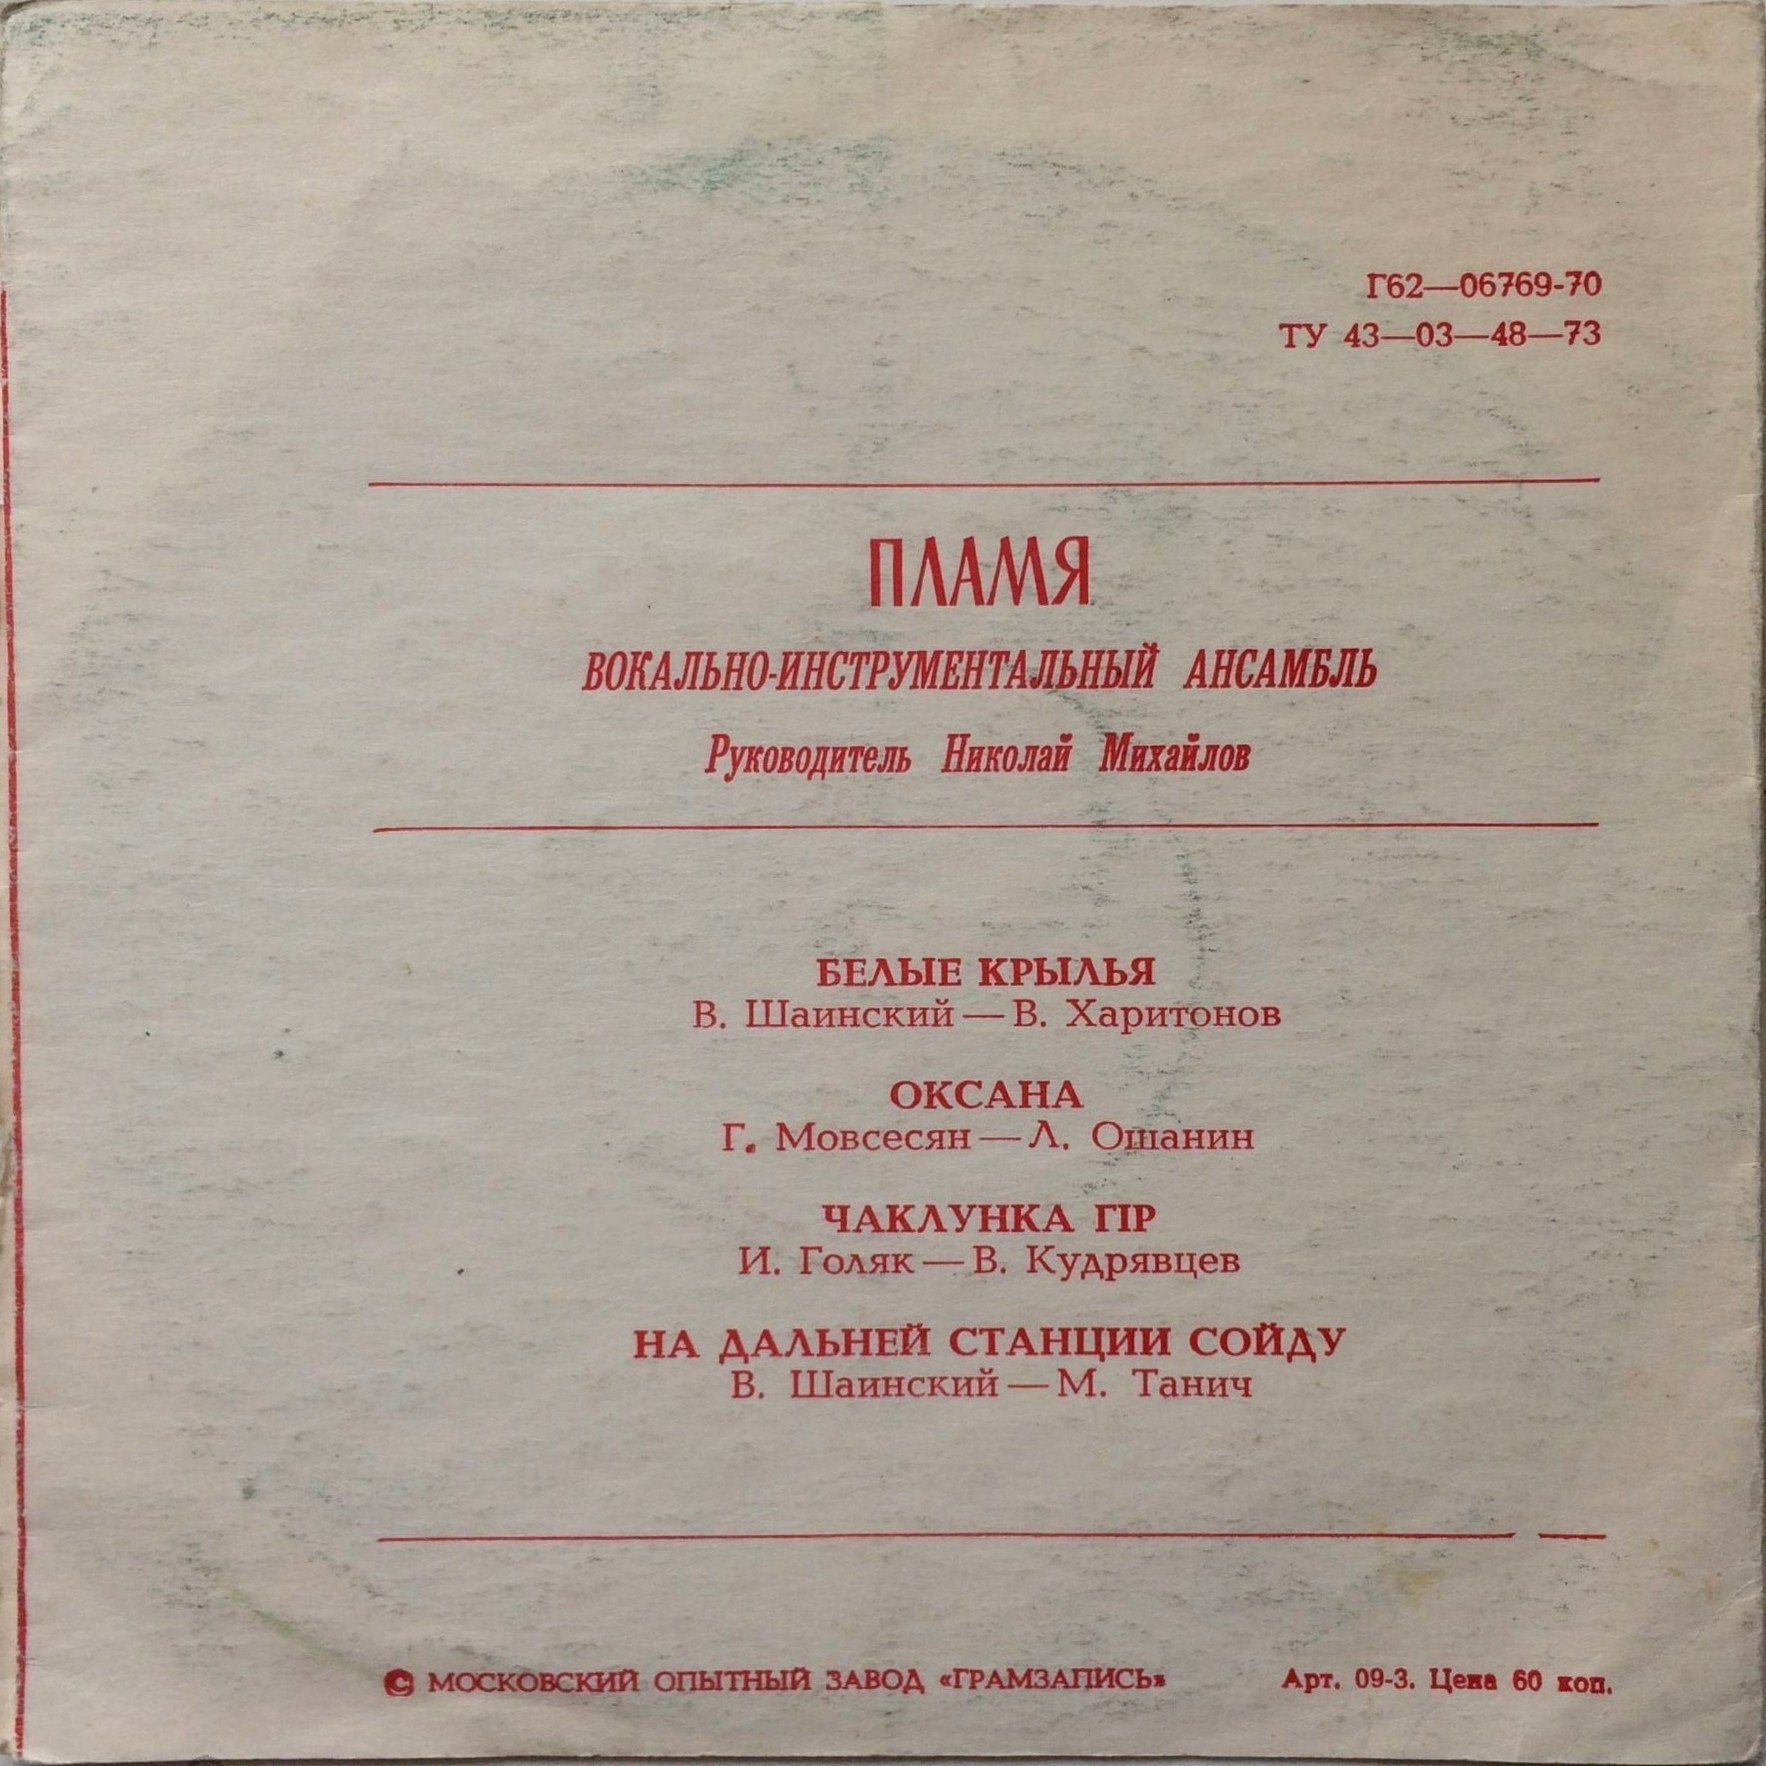 Г62—06769-70
ТУ 43—03—48—73
ПЛАМЯ
ВОКАЛЬНО-ИНСТРУМЕНТАЛЬНЫЙ АНСАМБЛЬ
Руководитель Николай Михайлов
БЕЛЫЕ КРЫЛЬЯ
В. Шаинский — В. Харитонов
ОКСАНА
Г. Мовсесян — Л. Ошанин
ЧАКЛУНКА ГІР
И. Голяк — В. Кудрявцев
НА ДАЛЬНЕЙ СТАНЦИИ СОЙДУ
В. Шаинский — М. Танич
© МОСКОВСКИЙ ОПЫТНЫЙ ЗАВОД «ГРАМЗАПИСЬ» Арт. 09-3. Цена 60 коп.